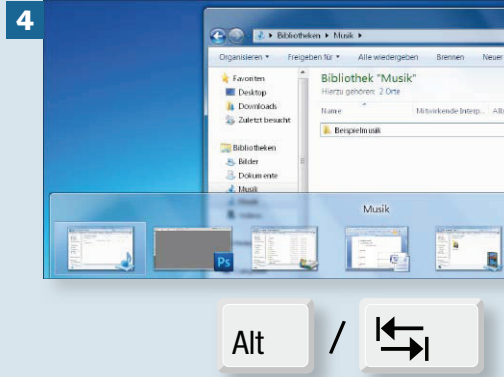 4
Bibliotheken ▸ Musik ▸
Organisieren ▾ Freigeben für ▾ Alle wiedergeben Brennen Neuer
Favoriten
Desktop
Downloads
Zuletzt besucht
Bibliotheken
Bilder
Dokumente
Musik
Bibliothek "Musik"
Hierzu gehören: 2 Orte
Name Mitwirkende Interp... Alb
Beispielmusik
Musik
Ps
Alt /